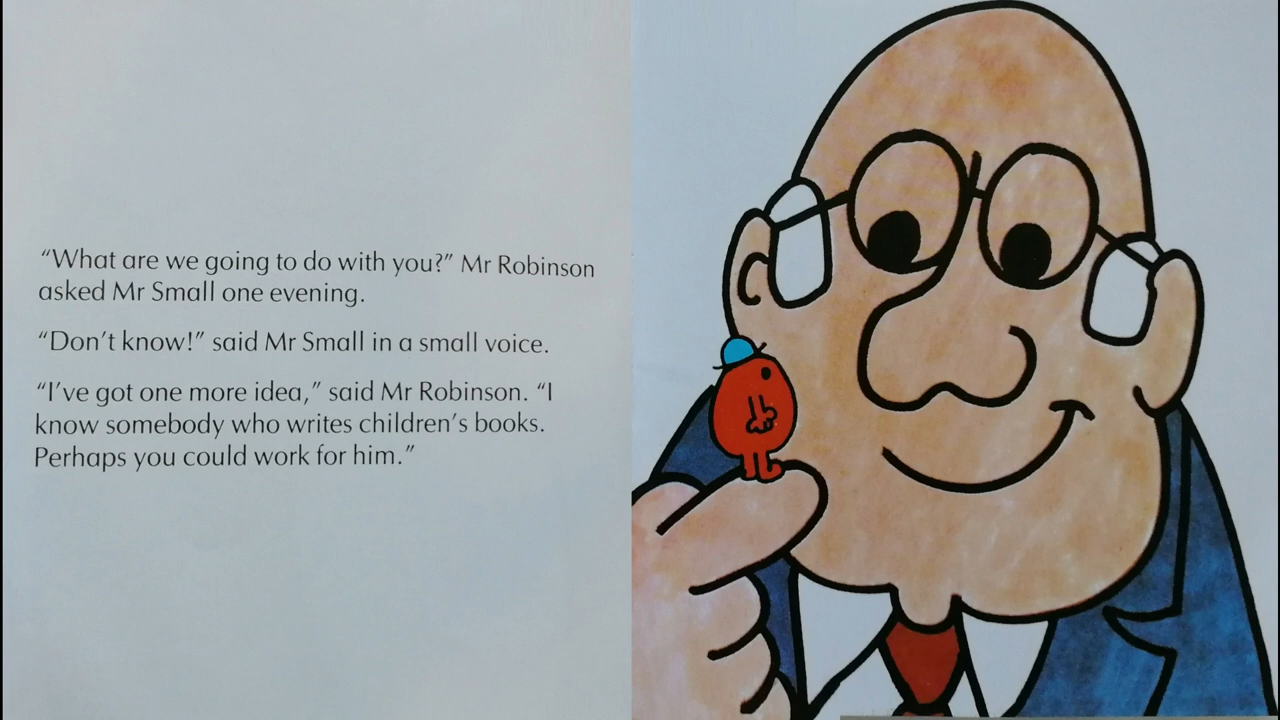 “What are we going to do with you?” Mr Robinson
asked Mr Small one evening.
“Don’t know!” said Mr Small in a small voice.
“I’ve got one more idea,” said Mr Robinson. “I
know somebody who writes children’s books.
Perhaps you could work for him.”